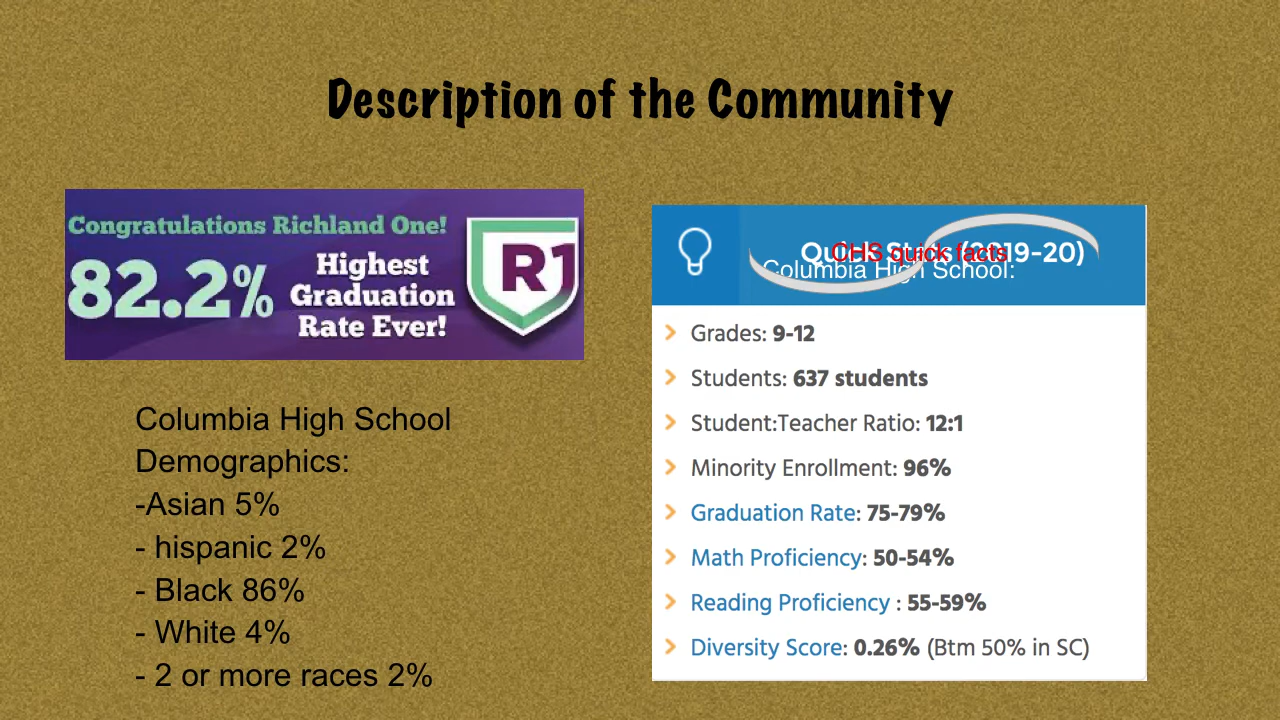 Description of the Community
Congratulations Richland One!
82.2%
Highest
Graduation
Rate Ever!
R1
Columbia High School
Demographics:
-Asian 5%
- hispanic 2%
- Black 86%
- White 4%
- 2 or more races 2%
Quick Stats (2019-20)
CHS quick facts
Columbia High School:
Grades: 9-12
Students: 637 students
Student:Teacher Ratio: 12:1
Minority Enrollment: 96%
Graduation Rate: 75-79%
Math Proficiency: 50-54%
Reading Proficiency : 55-59%
Diversity Score: 0.26% (Btm 50% in SC)